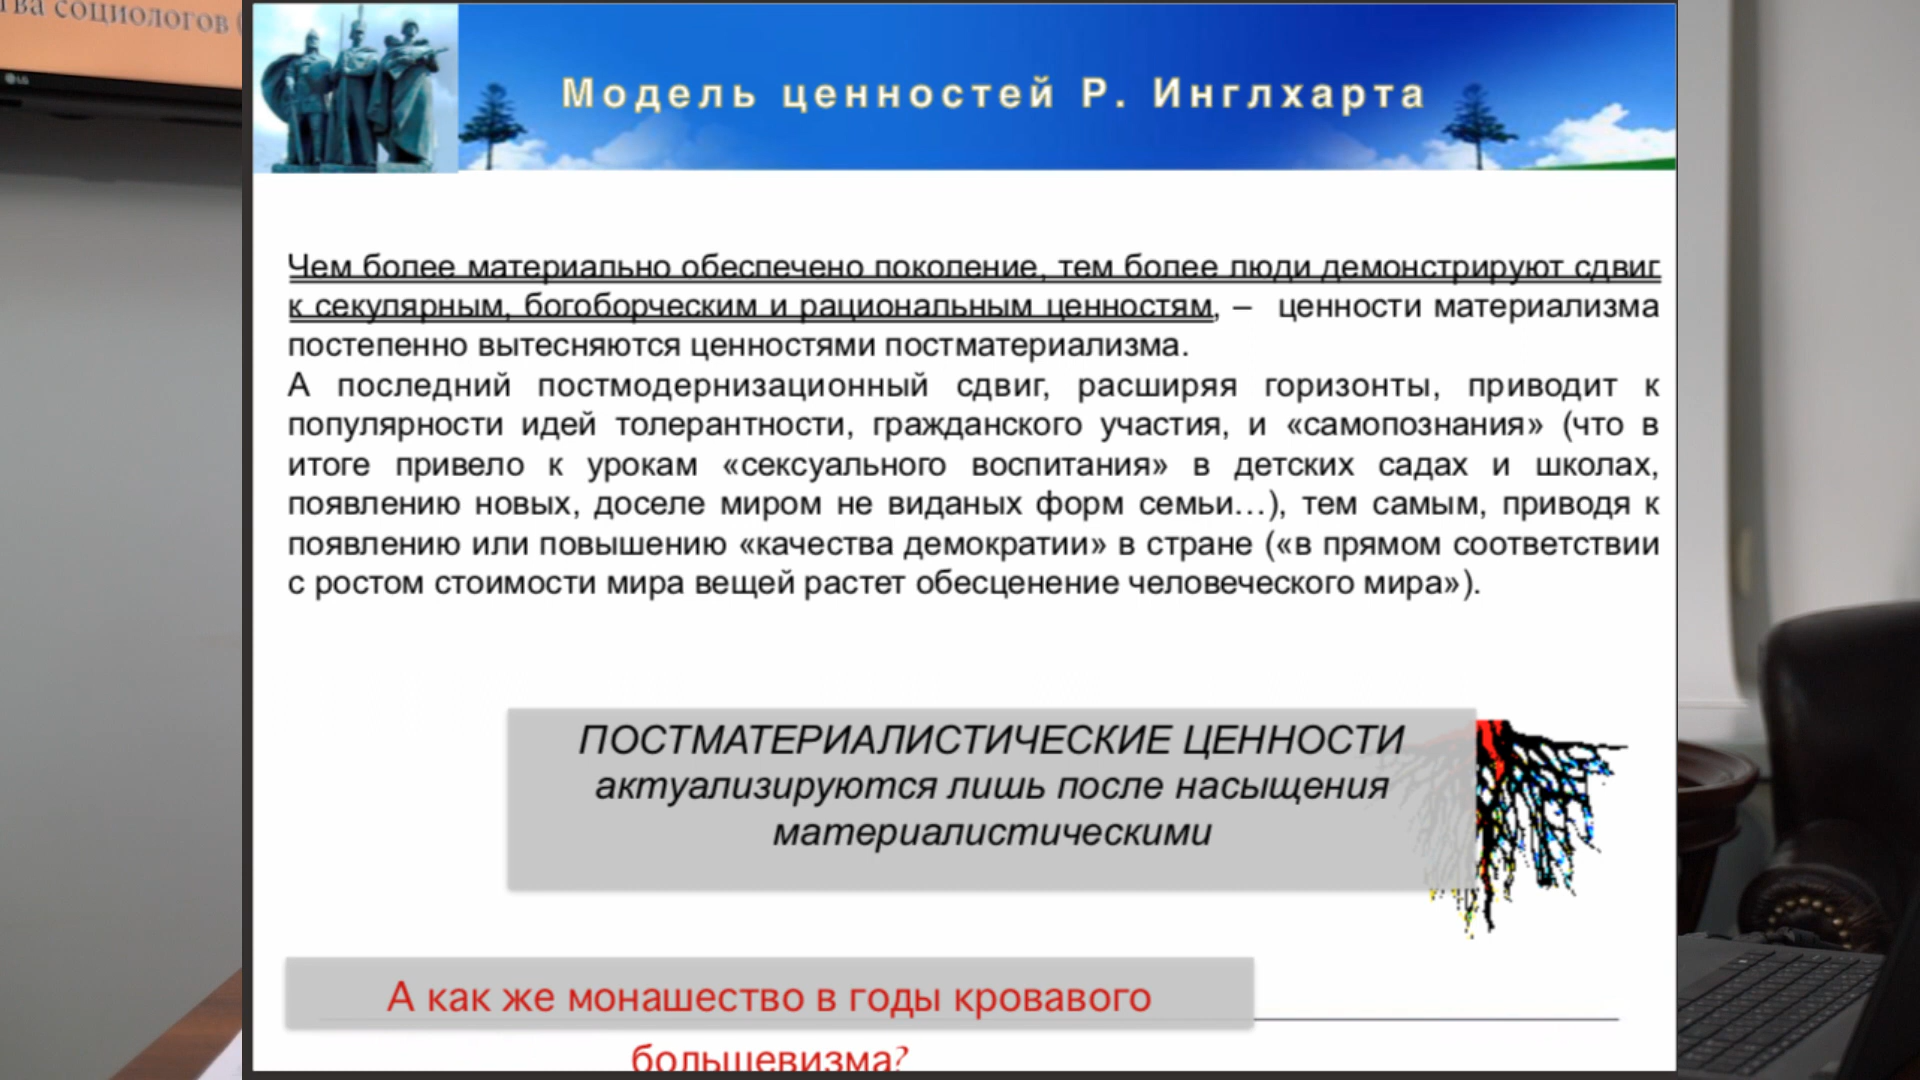 социологов (
LG
Модель ценностей Р. Инглхарта
Чем более материально обеспечено поколение, тем более люди демонстрируют сдвиг
к секулярным, богоборческим и рациональным ценностям, – ценности материализма
постепенно вытесняются ценностями постматериализма.
А последний постмодернизационный сдвиг, расширяя горизонты, приводит к
популярности идей толерантности, гражданского участия, и «самопознания» (что в
итоге привело к урокам «сексуального воспитания» в детских садах и школах,
появлению новых, доселе миром не виданых форм семьи...), тем самым, приводя к
появлению или повышению «качества демократии» в стране («в прямом соответствии
с ростом стоимости мира вещей растет обесценение человеческого мира»).
ПОСТМАТЕРИАЛИСТИЧЕСКИЕ ЦЕННОСТИ
актуализируются лишь после насыщения
материалистическими
А как же монашество в годы кровавого
большевизма?